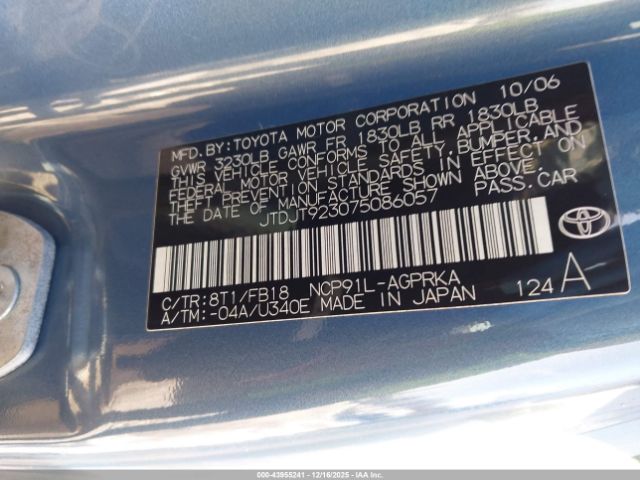 MFD. BY: TOYOTA MOTOR CORPORATION 10/06
GVWR 3230LB GAWR FR 1830LB RR 1830LB
THIS VEHICLE CONFORMS TO ALL APPLICABLE
FEDERAL MOTOR VEHICLE SAFETY, BUMPER, AND
THEFT PREVENTION STANDARDS IN EFFECT ON
THE DATE OF MANUFACTURE SHOWN ABOVE.
JTDJT923075086057 PASS.CAR
C/TR:8T1/FB18 NCP91L-AGPRKA
A/TM:-04A/U340E MADE IN JAPAN 124 A
000-43955241 - 12/16/2025 - IAAI.COM